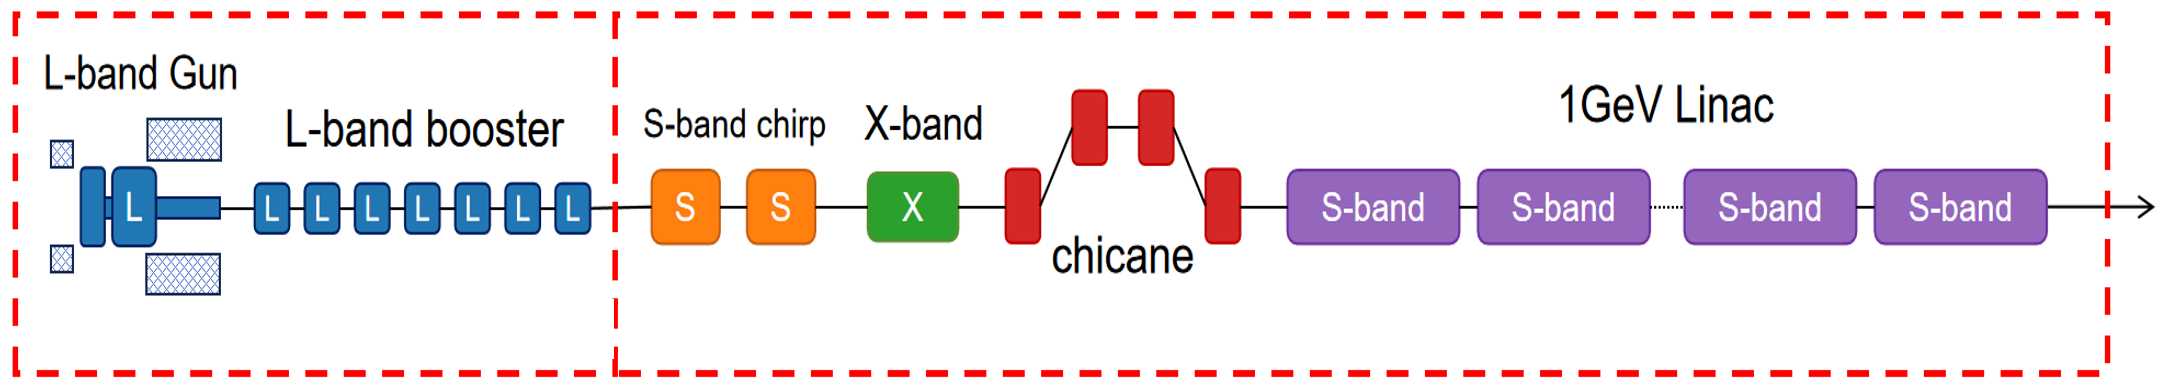 L-band Gun
L-band booster
S-band chirp
X-band
1GeV Linac
L
L
L
L
L
L
L
L
S
S
X
chicane
S-band
S-band
S-band
S-band